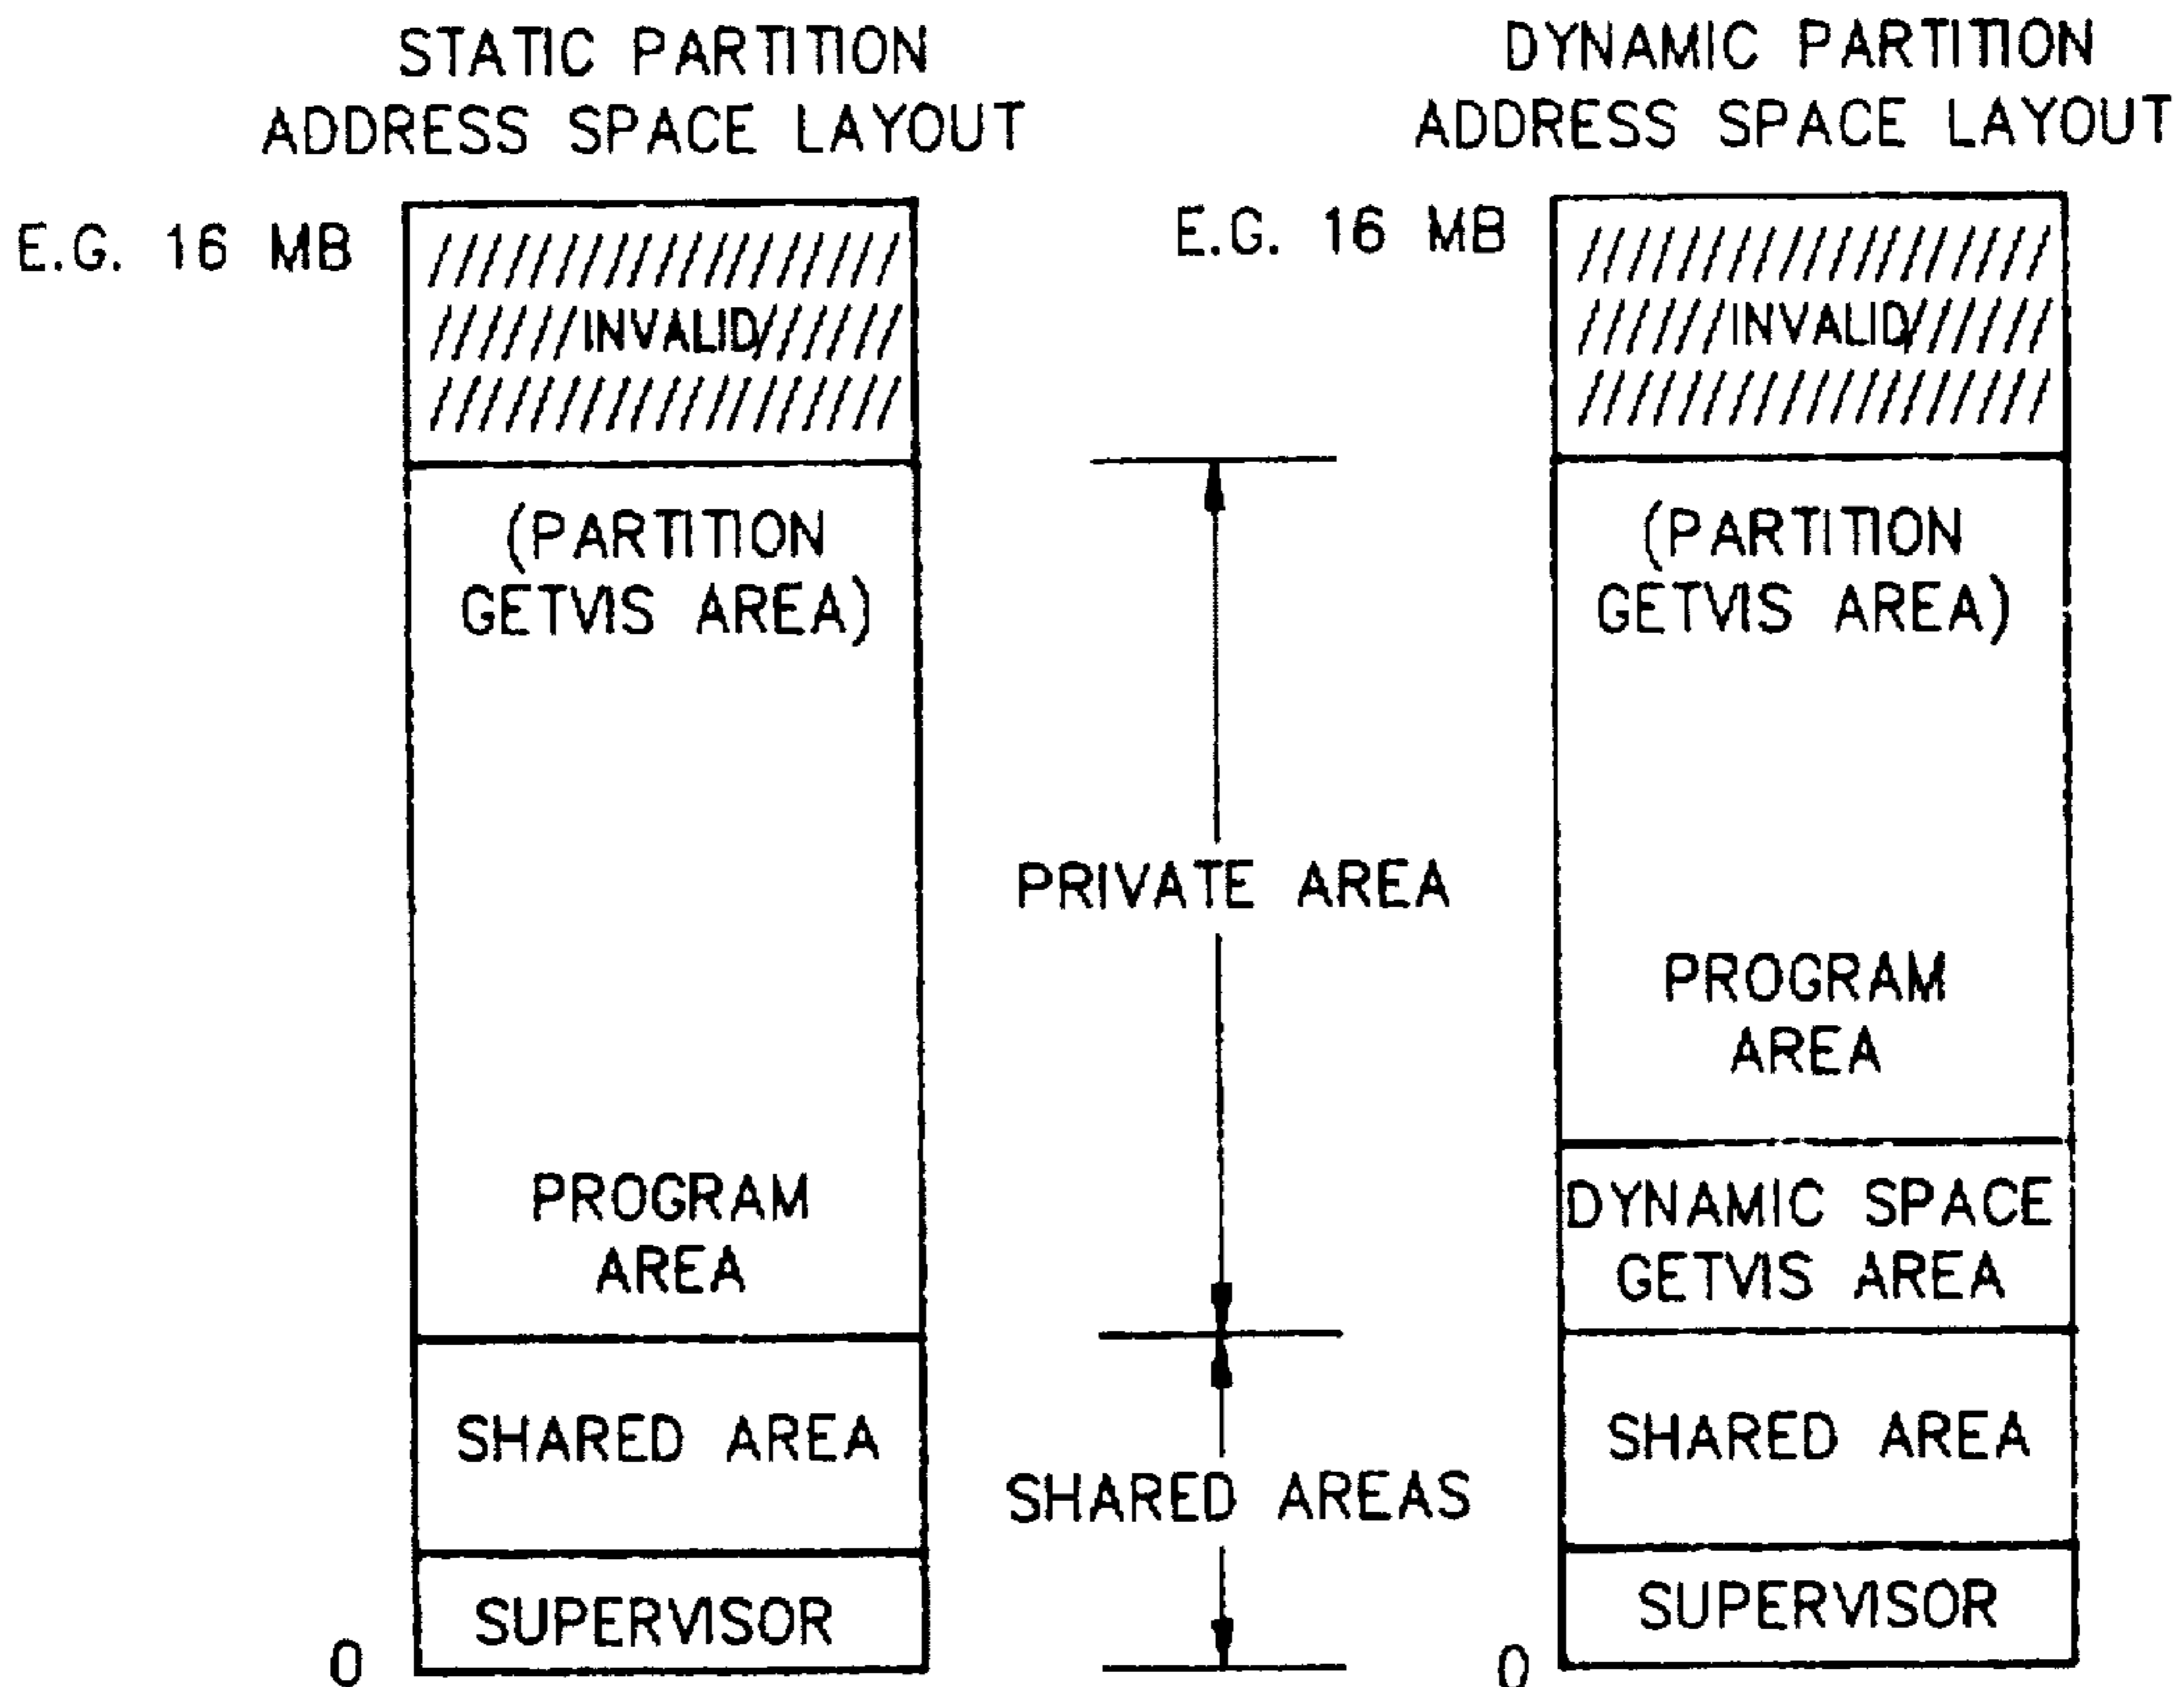 STATIC PARTITION
ADDRESS SPACE LAYOUT
E.G. 16 MB
INVALID
(PARTITION
GETVIS AREA)
PROGRAM
AREA
SHARED AREA
SUPERVISOR
0
PRIVATE AREA
SHARED AREAS
DYNAMIC PARTITION
ADDRESS SPACE LAYOUT
E.G. 16 MB
INVALID
(PARTITION
GETVIS AREA)
PROGRAM
AREA
DYNAMIC SPACE
GETVIS AREA
SHARED AREA
SUPERVISOR
0